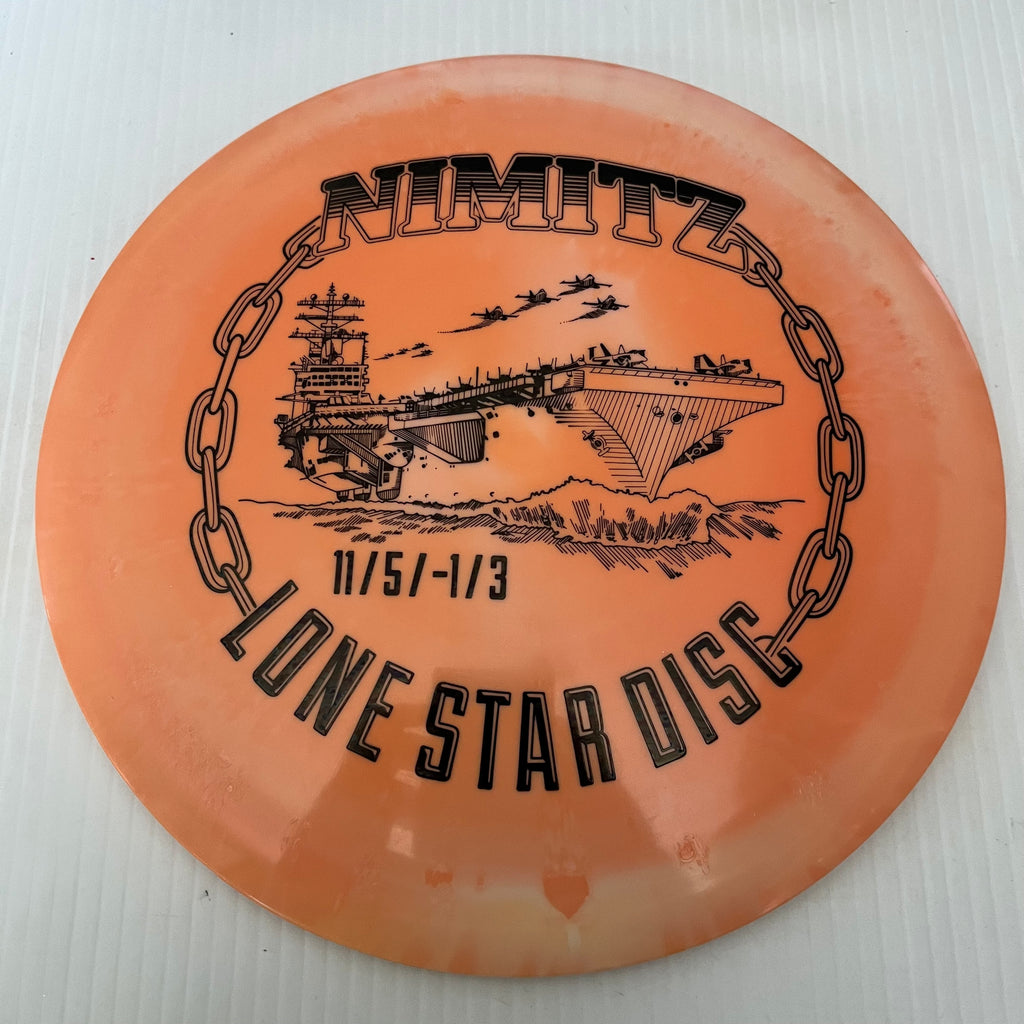 NIMITZ
11/5/-1/3
LONE STAR DISC